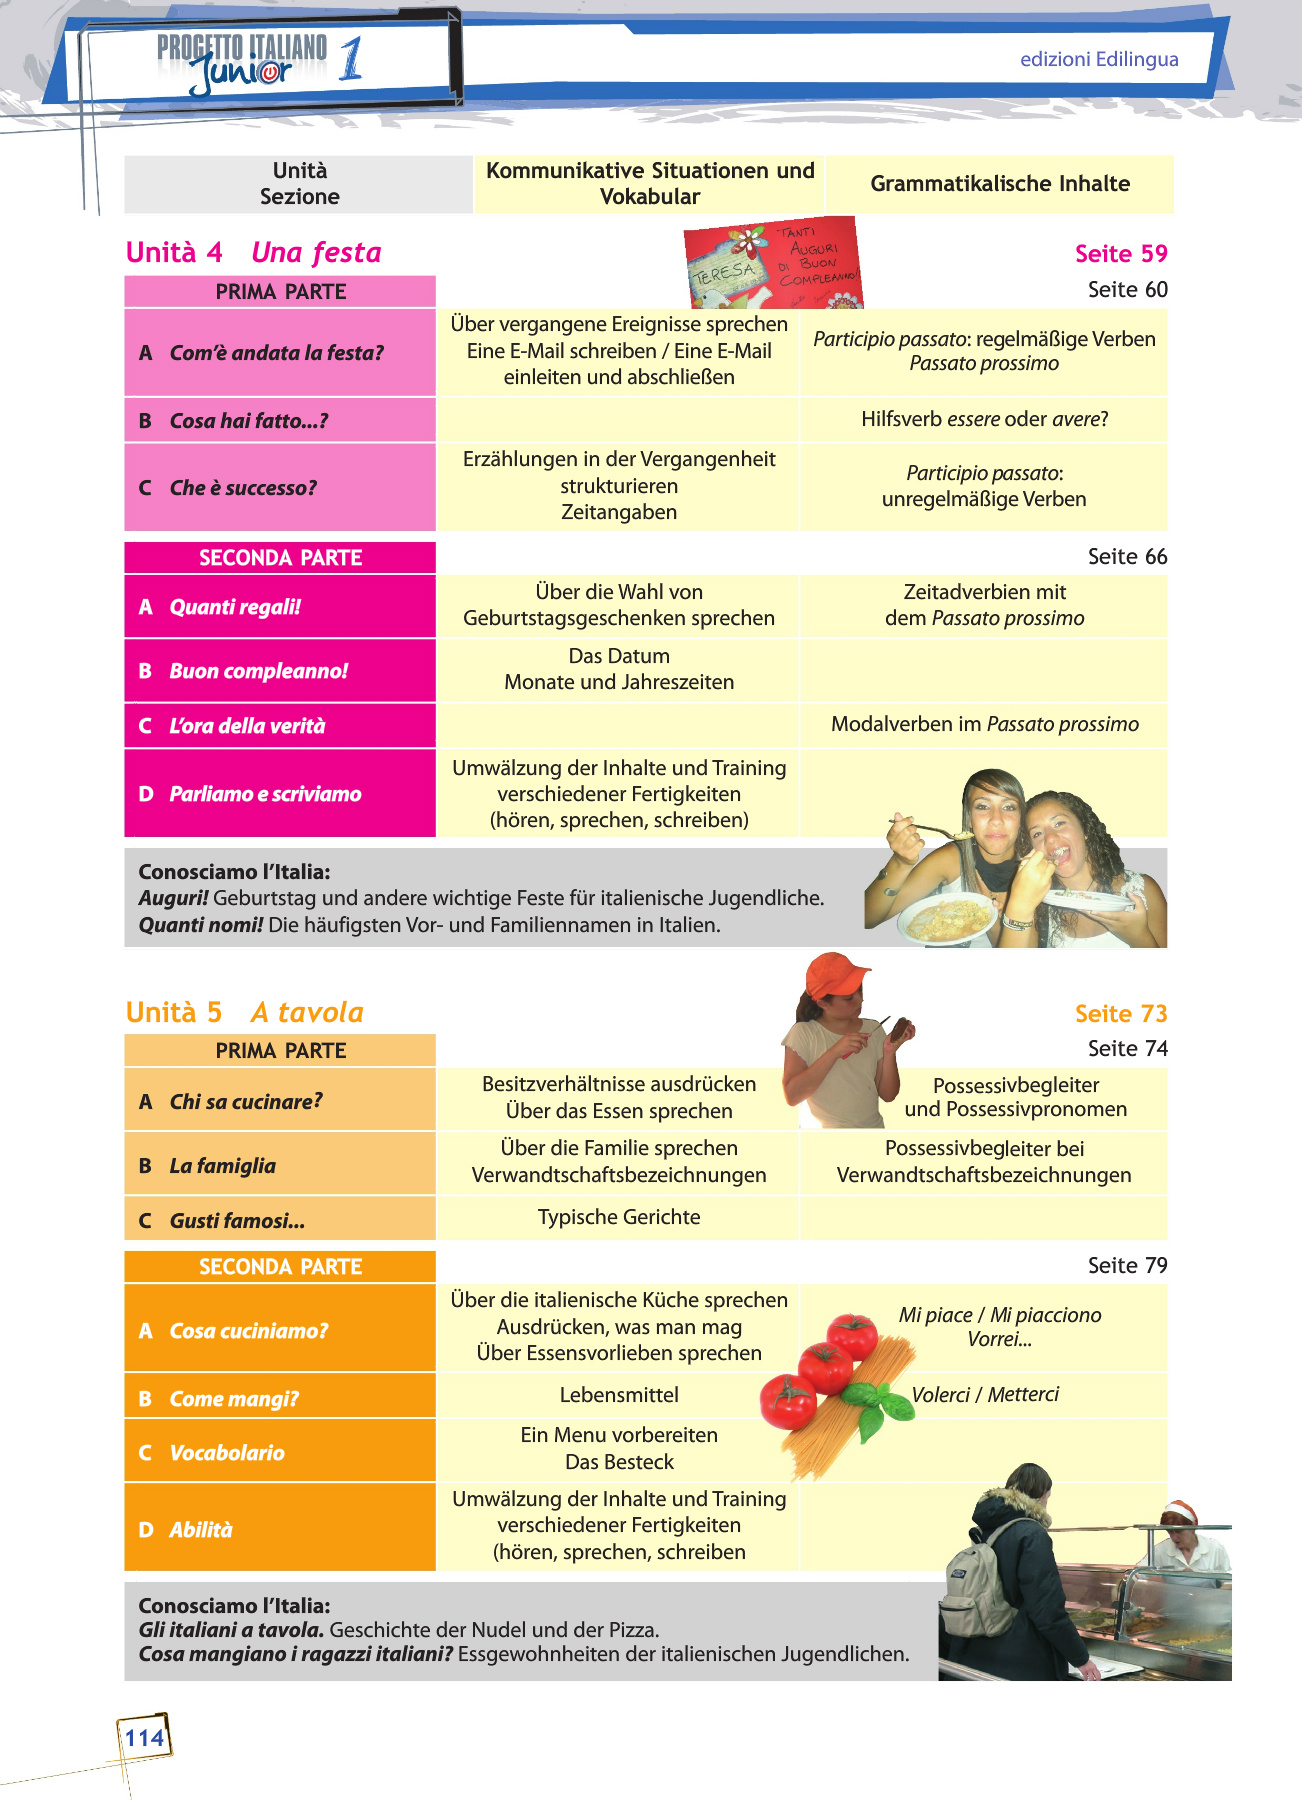 PROGETTO ITALIANO
Junior 1
edizioni Edilingua
Unità
Sezione
Kommunikative Situationen und
Vokabular
Grammatikalische Inhalte
Unità 4 Una festa
TANTI
AUGURI
DI BUON
COMPLEANNO!
TERESA
Seite 59
PRIMA PARTE
Seite 60
A Com'è andata la festa?
Über vergangene Ereignisse sprechen
Eine E-Mail schreiben / Eine E-Mail
einleiten und abschließen
Participio passato: regelmäßige Verben
Passato prossimo
B Cosa hai fatto...?
Hilfsverb essere oder avere?
C Che è successo?
Erzählungen in der Vergangenheit
strukturieren
Zeitangaben
Participio passato:
unregelmäßige Verben
SECONDA PARTE
Seite 66
A Quanti regali!
Über die Wahl von
Geburtstagsgeschenken sprechen
Zeitadverbien mit
dem Passato prossimo
B Buon compleanno!
Das Datum
Monate und Jahreszeiten
C L'ora della verità
Modalverben im Passato prossimo
D Parliamo e scriviamo
Umwälzung der Inhalte und Training
verschiedener Fertigkeiten
(hören, sprechen, schreiben)
Conosciamo l'Italia:
Auguri! Geburtstag und andere wichtige Feste für italienische Jugendliche.
Quanti nomi! Die häufigsten Vor- und Familiennamen in Italien.
Unità 5 A tavola
Seite 73
PRIMA PARTE
Seite 74
A Chi sa cucinare?
Besitzverhältnisse ausdrücken
Über das Essen sprechen
Possessivbegleiter
und Possessivpronomen
B La famiglia
Über die Familie sprechen
Verwandtschaftsbezeichnungen
Possessivbegleiter bei
Verwandtschaftsbezeichnungen
C Gusti famosi...
Typische Gerichte
SECONDA PARTE
Seite 79
A Cosa cuciniamo?
Über die italienische Küche sprechen
Ausdrücken, was man mag
Über Essensvorlieben sprechen
Mi piace / Mi piacciono
Vorrei...
B Come mangi?
Lebensmittel
Volerci / Metterci
C Vocabolario
Ein Menu vorbereiten
Das Besteck
D Abilità
Umwälzung der Inhalte und Training
verschiedener Fertigkeiten
(hören, sprechen, schreiben
Conosciamo l'Italia:
Gli italiani a tavola. Geschichte der Nudel und der Pizza.
Cosa mangiano i ragazzi italiani? Essgewohnheiten der italienischen Jugendlichen.
114